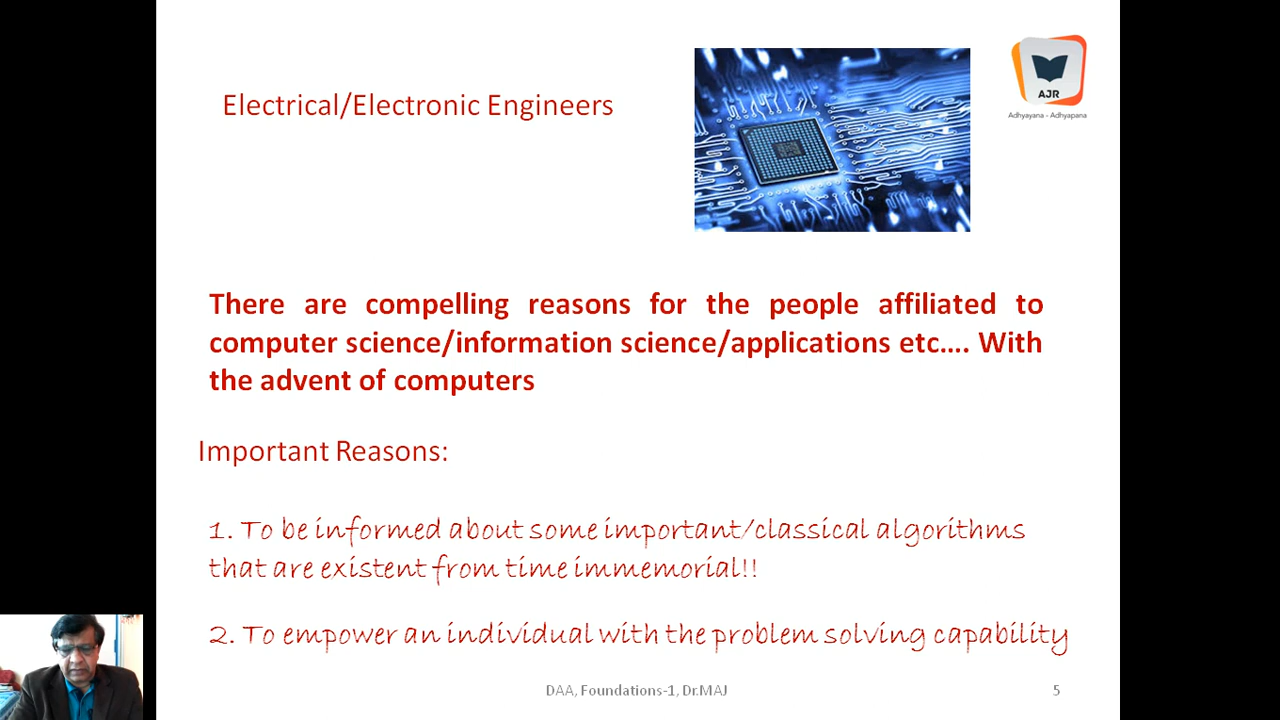 Electrical/Electronic Engineers
AJR
Adhyayana - Adhyapana
There are compelling reasons for the people affiliated to
computer science/information science/applications etc.... With
the advent of computers
Important Reasons:
1. To be informed about some important/classical algorithms
that are existent from time immemorial!!
2. To empower an individual with the problem solving capability
DAA, Foundations-1, Dr.MAJ
5